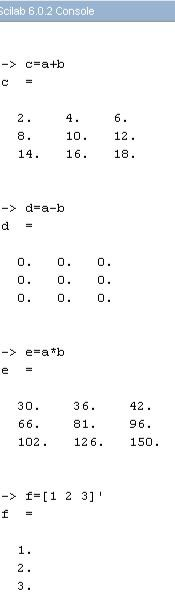 Scilab 6.0.2 Console
-> c=a+b
c =
2. 4. 6.
8. 10. 12.
14. 16. 18.
-> d=a-b
d =
0. 0. 0.
0. 0. 0.
0. 0. 0.
-> e=a*b
e =
30. 36. 42.
66. 81. 96.
102. 126. 150.
-> f=[1 2 3]'
f =
1.
2.
3.